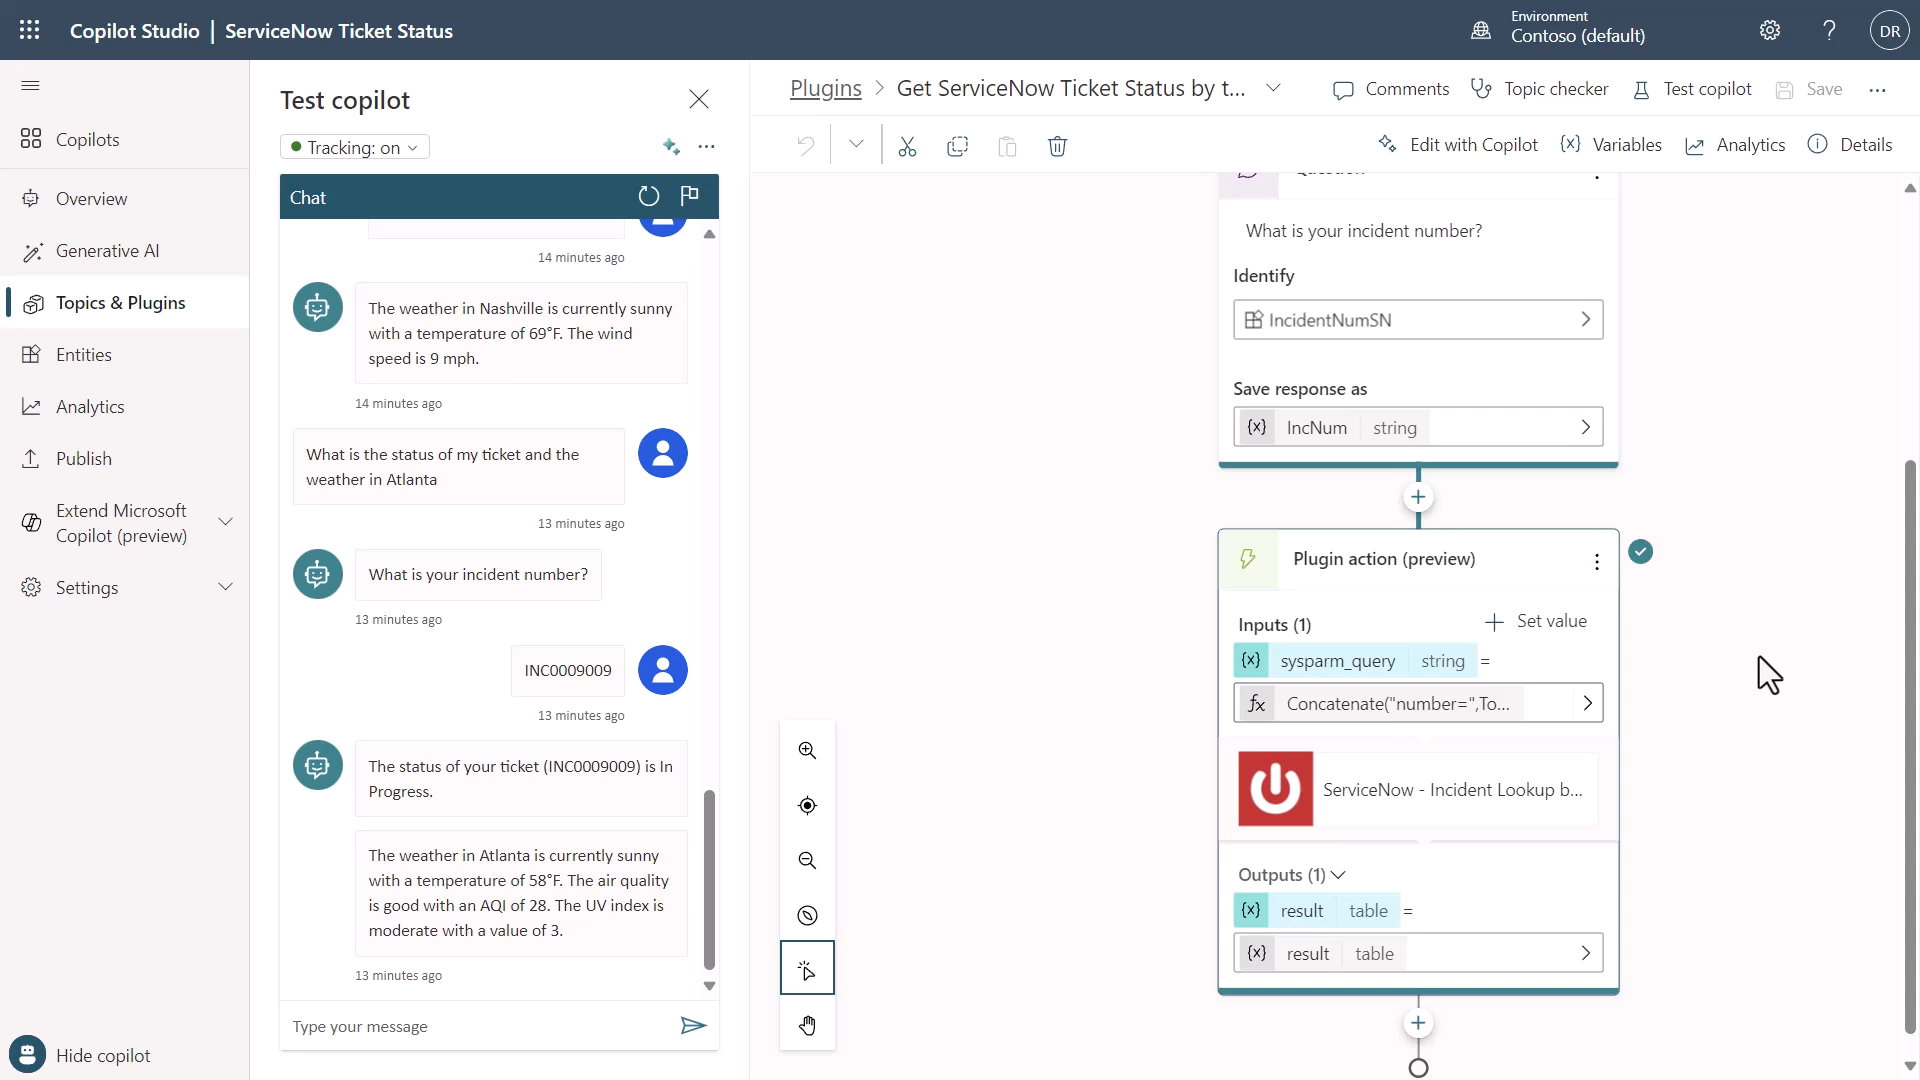 Copilot Studio | ServiceNow Ticket Status
Environment
Contoso (default)
DR
Copilots
Overview
Generative AI
Topics & Plugins
Entities
Analytics
Publish
Extend Microsoft
Copilot (preview)
Settings
Hide copilot
Test copilot
Tracking: on
Chat
14 minutes ago
The weather in Nashville is currently sunny
with a temperature of 69°F. The wind
speed is 9 mph.
14 minutes ago
What is the status of my ticket and the
weather in Atlanta
13 minutes ago
What is your incident number?
13 minutes ago
INC0009009
13 minutes ago
The status of your ticket (INC0009009) is In
Progress.
The weather in Atlanta is currently sunny
with a temperature of 58°F. The air quality
is good with an AQI of 28. The UV index is
moderate with a value of 3.
13 minutes ago
Type your message
Plugins > Get ServiceNow Ticket Status by t...
Comments
Topic checker
Test copilot
Save
Edit with Copilot
{x} Variables
Analytics
Details
Question
What is your incident number?
Identify
IncidentNumSN
Save response as
{x} IncNum string
Plugin action (preview)
Inputs (1)
Set value
{x} sysparm_query string =
fx Concatenate("number=",To...
ServiceNow - Incident Lookup b...
Outputs (1)
{x} result table =
{x} result table